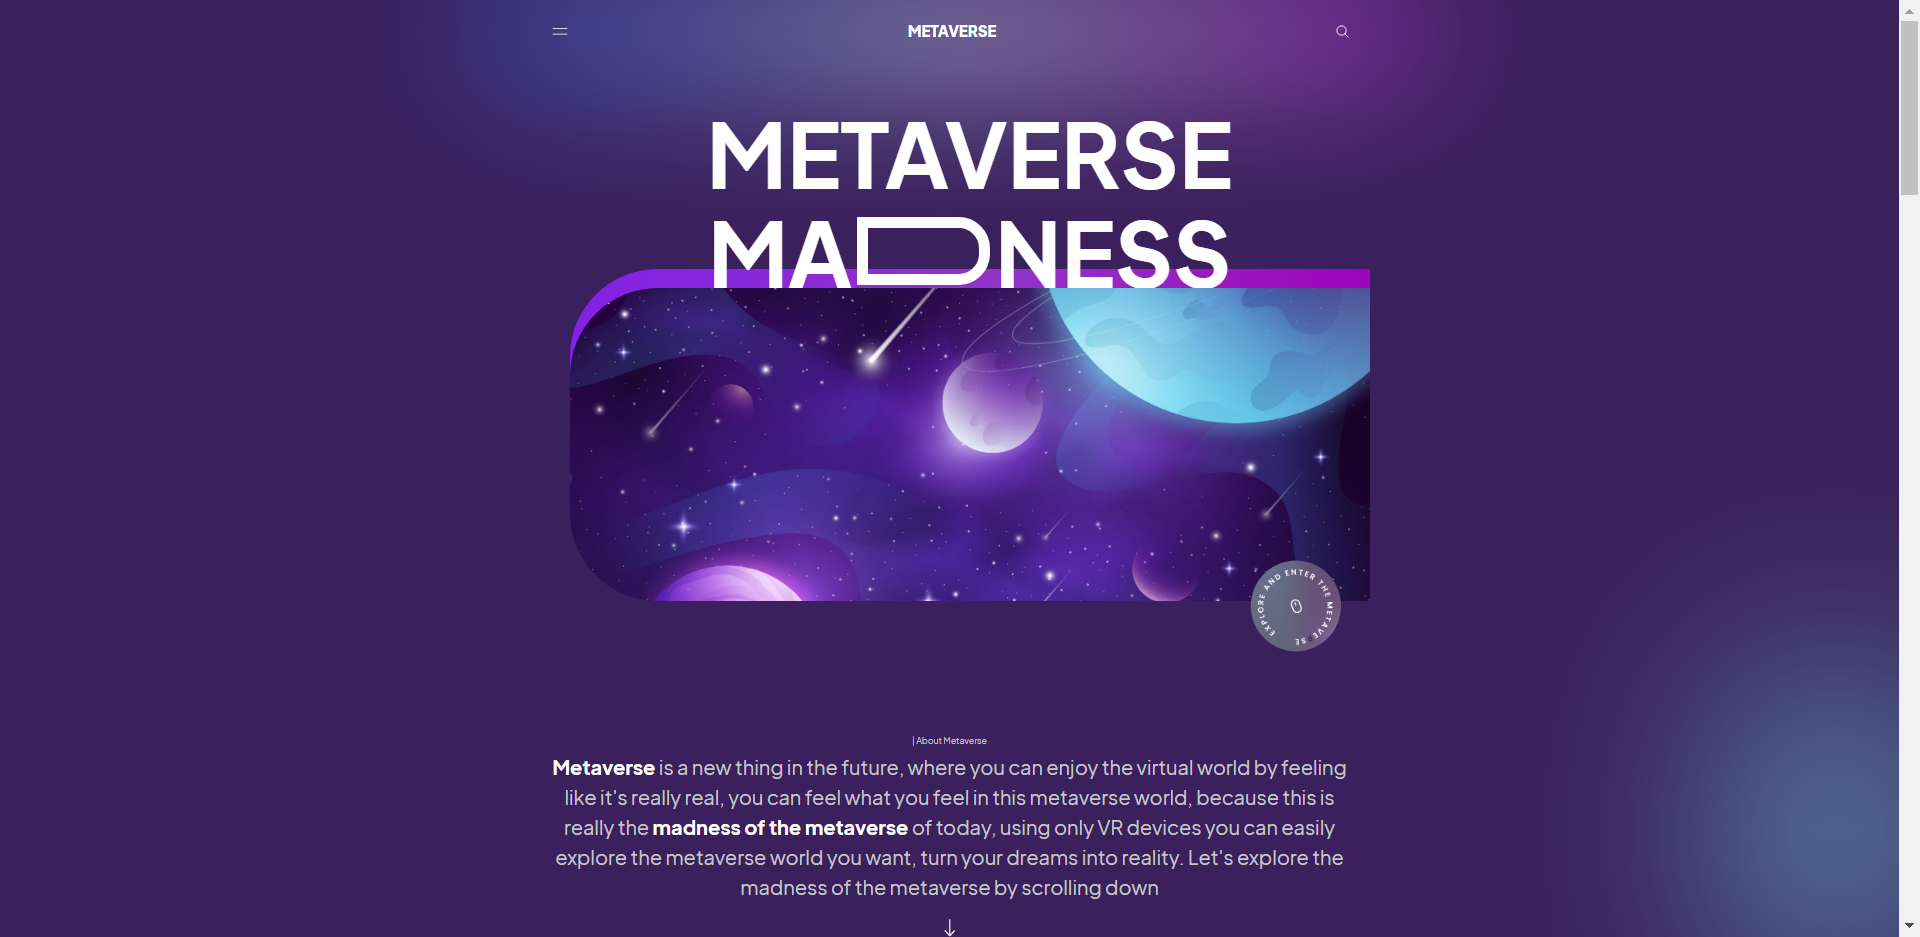 METAVERSE
METAVERSE
MADNESS
EXPLORE AND ENTER THE METAVERSE
| About Metaverse
Metaverse is a new thing in the future, where you can enjoy the virtual world by feeling
like it's really real, you can feel what you feel in this metaverse world, because this is
really the madness of the metaverse of today, using only VR devices you can easily
explore the metaverse world you want, turn your dreams into reality. Let's explore the
madness of the metaverse by scrolling down